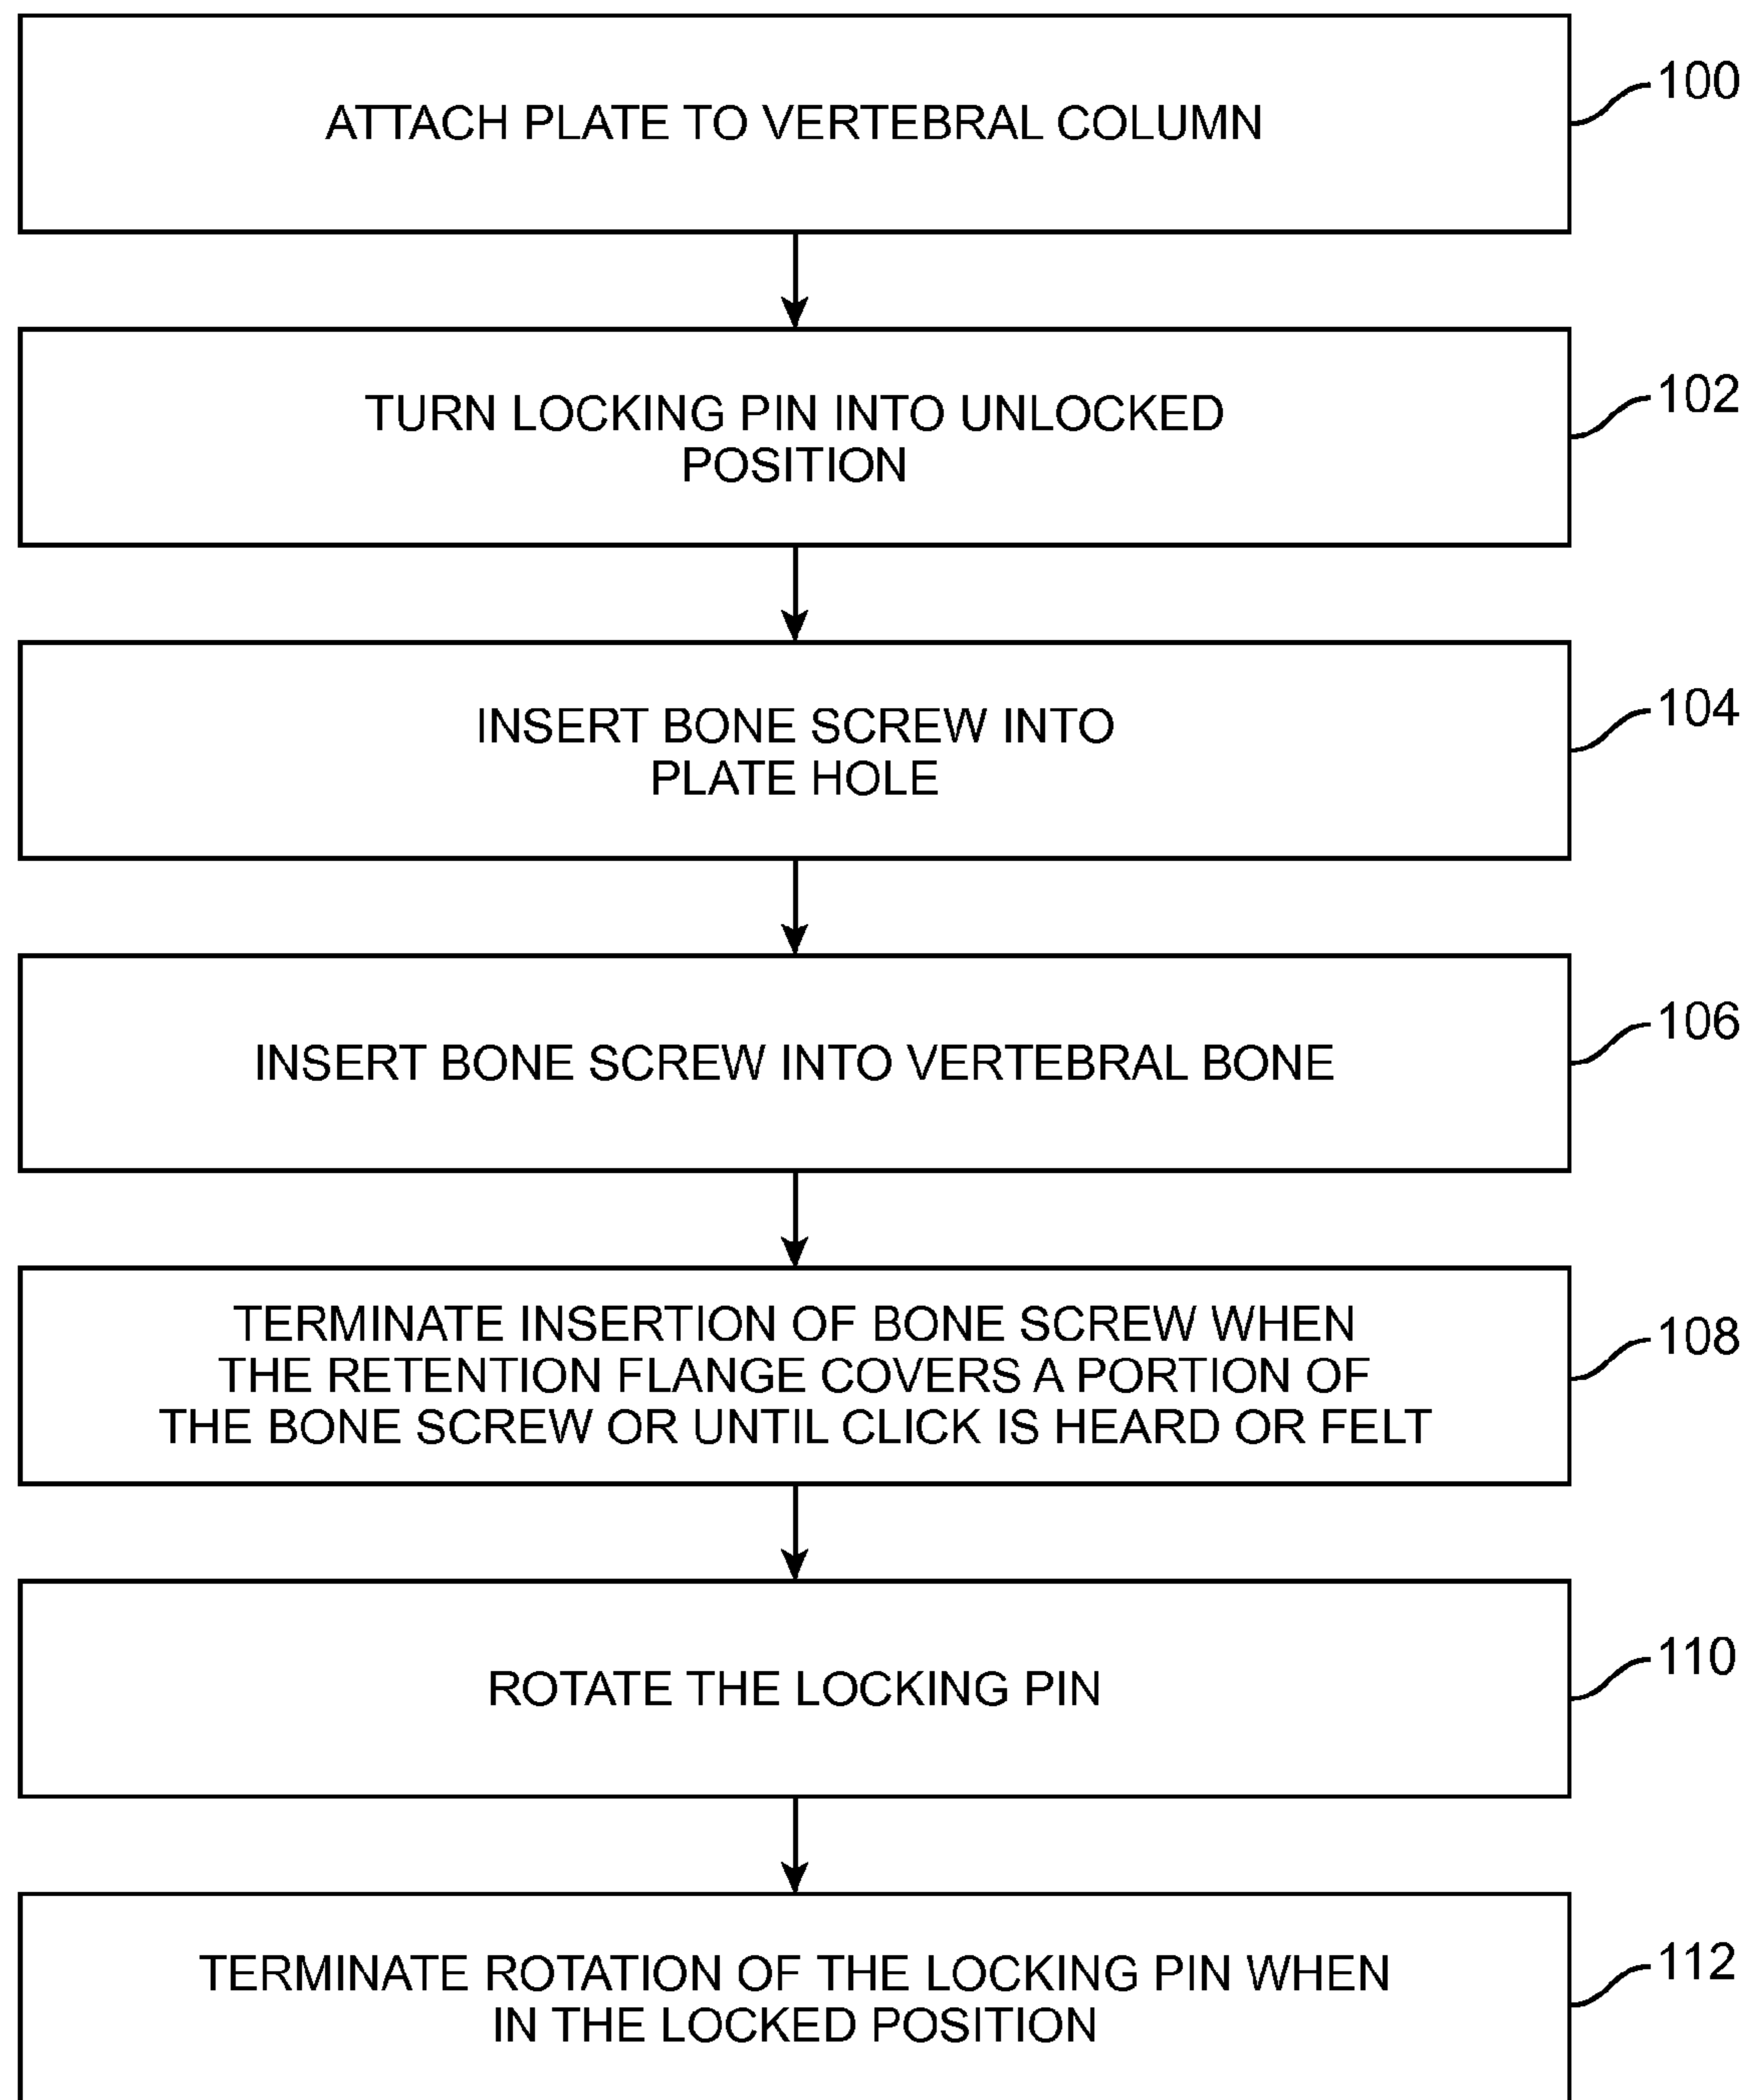 ATTACH PLATE TO VERTEBRAL COLUMN
100
TURN LOCKING PIN INTO UNLOCKED
POSITION
102
INSERT BONE SCREW INTO
PLATE HOLE
104
INSERT BONE SCREW INTO VERTEBRAL BONE
106
TERMINATE INSERTION OF BONE SCREW WHEN
THE RETENTION FLANGE COVERS A PORTION OF
THE BONE SCREW OR UNTIL CLICK IS HEARD OR FELT
108
ROTATE THE LOCKING PIN
110
TERMINATE ROTATION OF THE LOCKING PIN WHEN
IN THE LOCKED POSITION
112